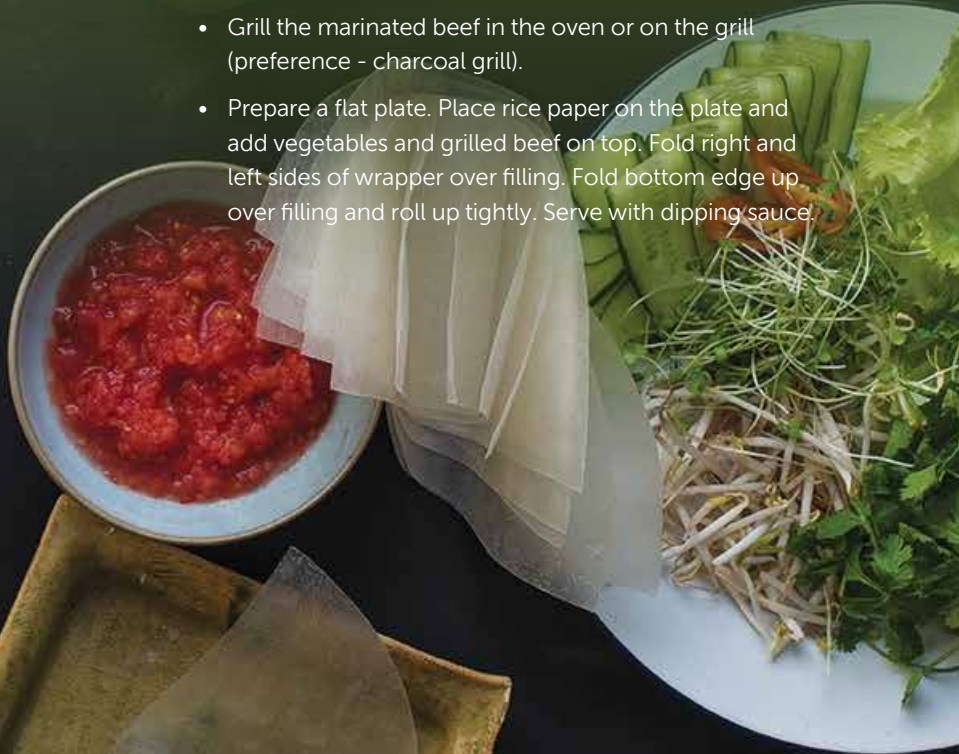 • Grill the marinated beef in the oven or on the grill
(preference - charcoal grill).
• Prepare a flat plate. Place rice paper on the plate and
add vegetables and grilled beef on top. Fold right and
left sides of wrapper over filling. Fold bottom edge up
over filling and roll up tightly. Serve with dipping sauce.